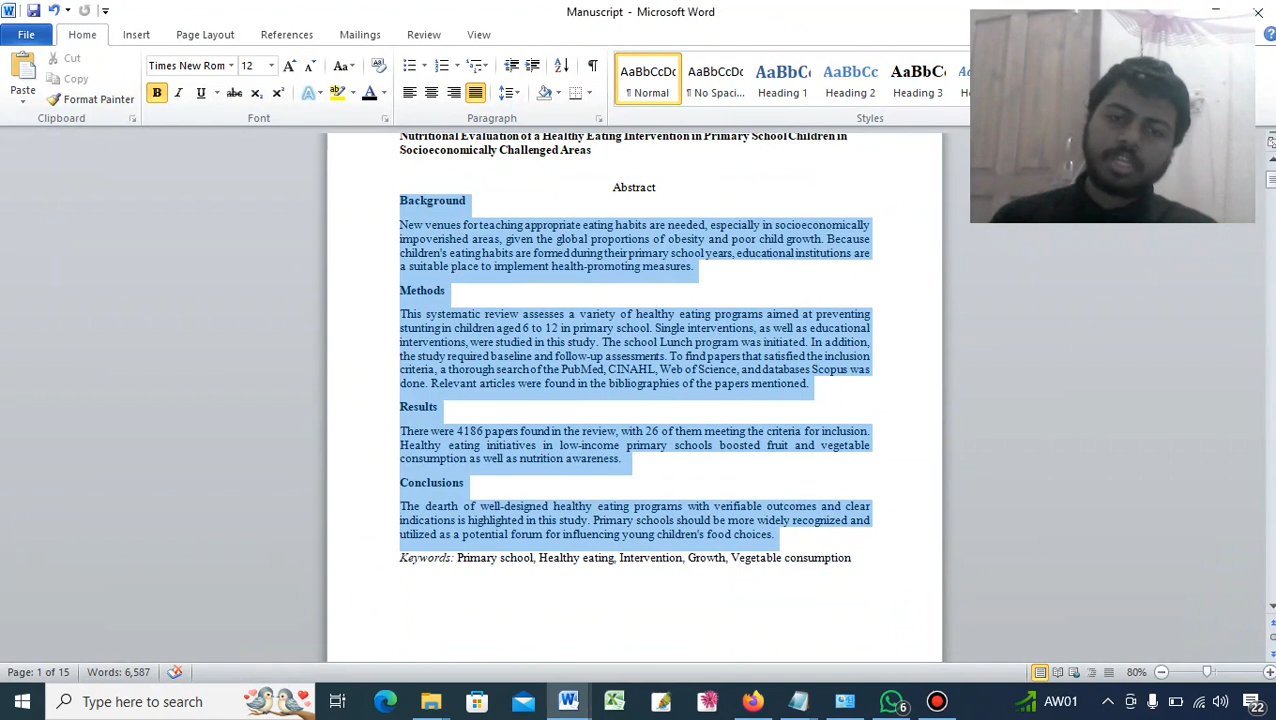 Manuscript - Microsoft Word
File Home Insert Page Layout References Mailings Review View
Cut
Copy
Paste
Format Painter
Times New Rom 12
AaBbCcDc AaBbCcDc AaBbC AaBbCc AaBbC
¶ Normal ¶ No Spaci... Heading 1 Heading 2 Heading 3
Clipboard Font Paragraph Styles
Nutritional Evaluation of a Healthy Eating Intervention in Primary School Children in
Socioeconomically Challenged Areas
Abstract
Background
New venues for teaching appropriate eating habits are needed, especially in socioeconomically
impoverished areas, given the global proportions of obesity and poor child growth. Because
children's eating habits are formed during their primary school years, educational institutions are
a suitable place to implement health-promoting measures.
Methods
This systematic review assesses a variety of healthy eating programs aimed at preventing
stunting in children aged 6 to 12 in primary school. Single interventions, as well as educational
interventions, were studied in this study. The school Lunch program was initiated. In addition,
the study required baseline and follow-up assessments. To find papers that satisfied the inclusion
criteria, a thorough search of the PubMed, CINAHL, Web of Science, and databases Scopus was
done. Relevant articles were found in the bibliographies of the papers mentioned.
Results
There were 4186 papers found in the review, with 26 of them meeting the criteria for inclusion.
Healthy eating initiatives in low-income primary schools boosted fruit and vegetable
consumption as well as nutrition awareness.
Conclusions
The dearth of well-designed healthy eating programs with verifiable outcomes and clear
indications is highlighted in this study. Primary schools should be more widely recognized and
utilized as a potential forum for influencing young children's food choices.
Keywords: Primary school, Healthy eating, Intervention, Growth, Vegetable consumption
Page: 1 of 15 Words: 6,587 80%
Type here to search 6 AW01 22